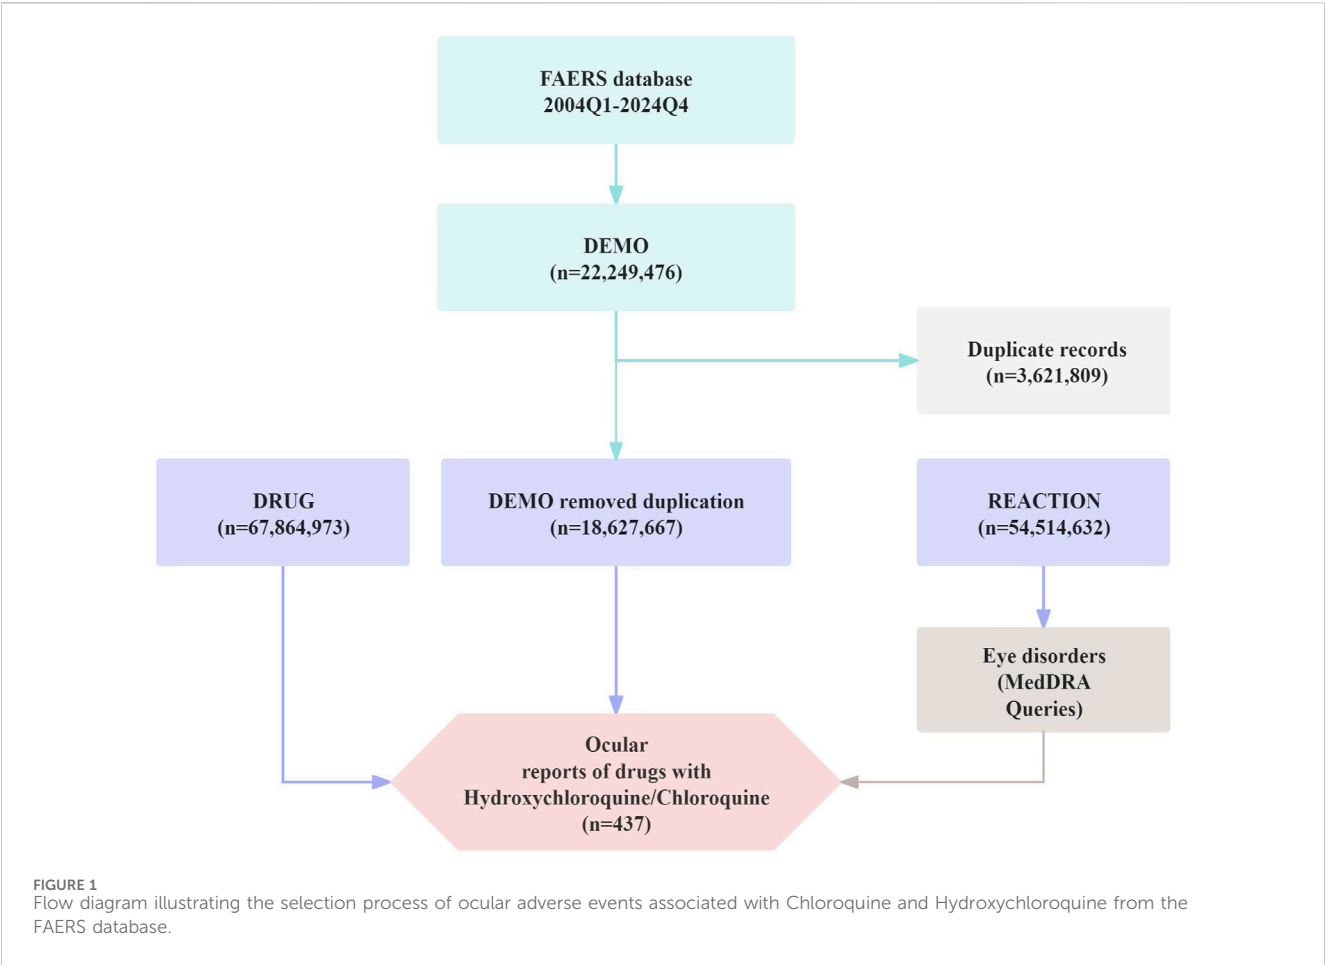 FAERS database
2004Q1-2024Q4
DEMO
(n=22,249,476)
Duplicate records
(n=3,621,809)
DRUG
(n=67,864,973)
DEMO removed duplication
(n=18,627,667)
REACTION
(n=54,514,632)
Eye disorders
(MedDRA
Queries)
Ocular
reports of drugs with
Hydroxychloroquine/Chloroquine
(n=437)
FIGURE 1
Flow diagram illustrating the selection process of ocular adverse events associated with Chloroquine and Hydroxychloroquine from the
FAERS database.